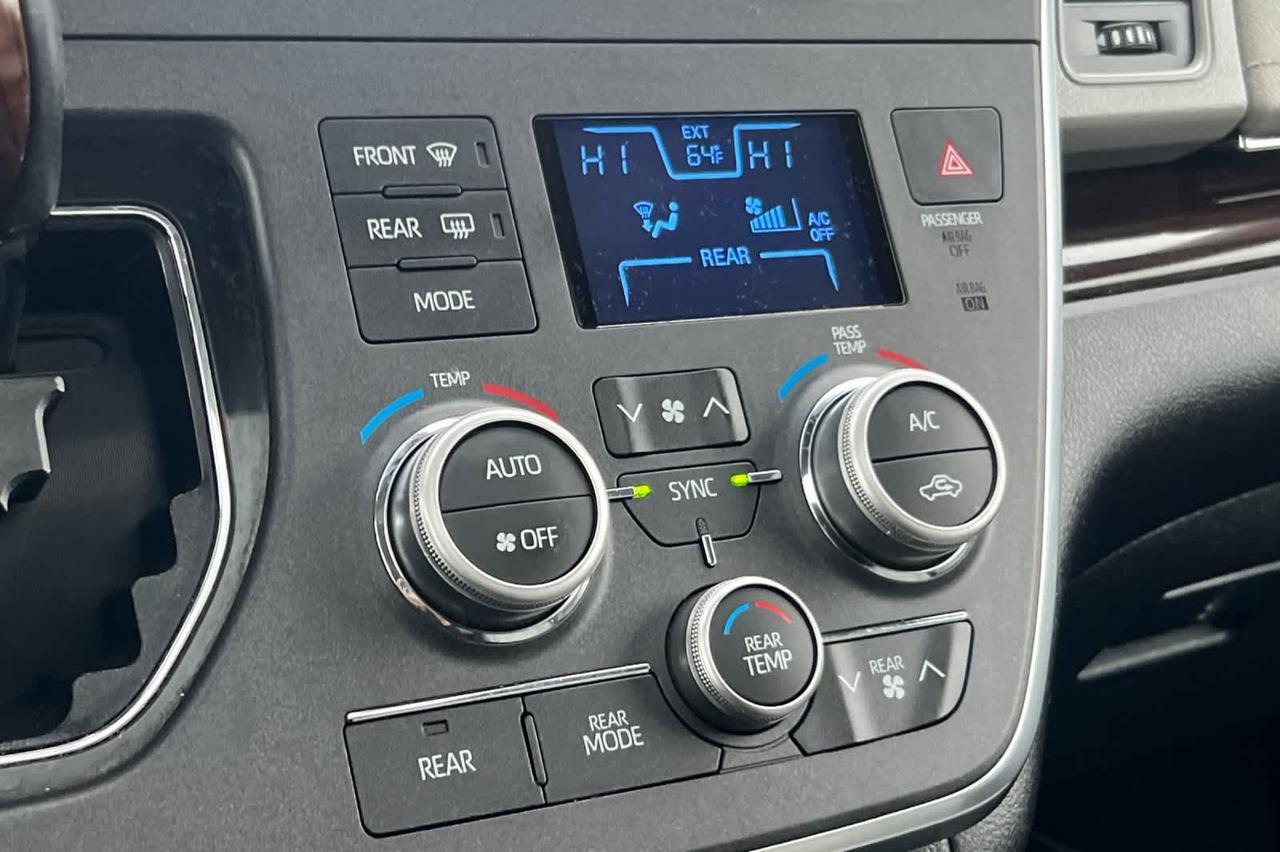 FRONT
REAR
MODE
HI
EXT
64°F
HI
A/C
OFF
REAR
PASSENGER
AIRBAG
OFF
AIRBAG
ON
TEMP
AUTO
OFF
SYNC
PASS
TEMP
A/C
REAR
TEMP
REAR
REAR
REAR
MODE